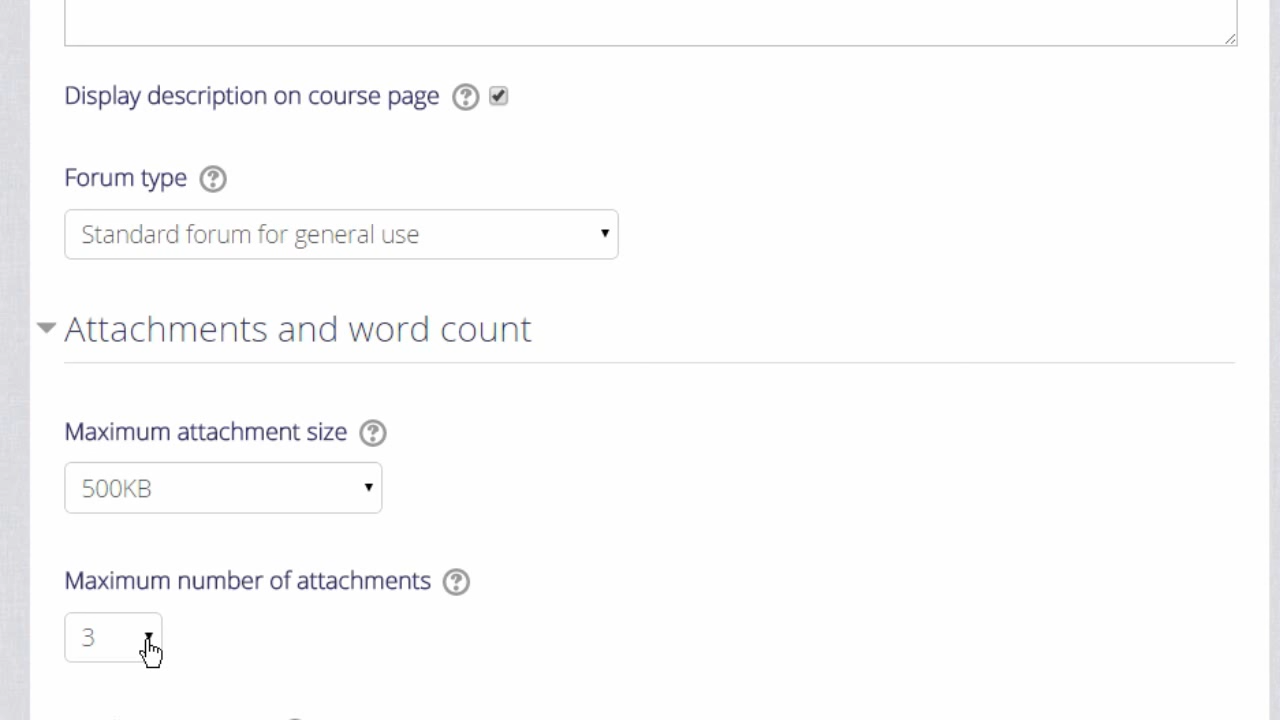 Display description on course page
Forum type
Standard forum for general use
Attachments and word count
Maximum attachment size
500KB
Maximum number of attachments
3